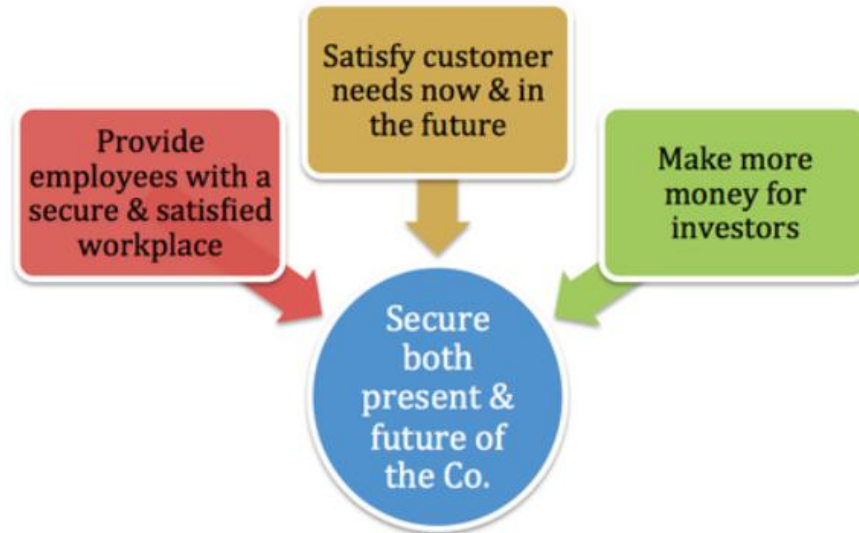 Satisfy customer
needs now & in
the future
Provide
employees with a
secure & satisfied
workplace
Make more
money for
investors
Secure
both
present &
future of
the Co.